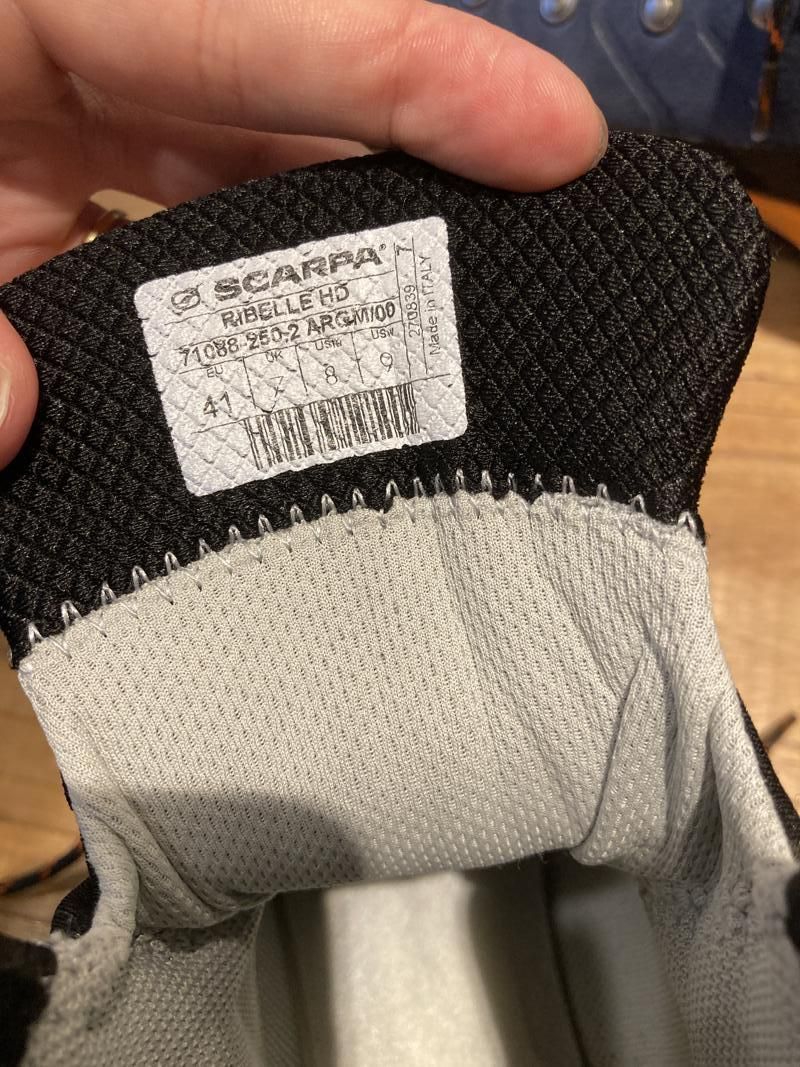 SCARPA®
RIBELLE HD
71088-250-2 ARGM/00
EU UK USM USW
41 7 8 9
270839 7
Made in ITALY